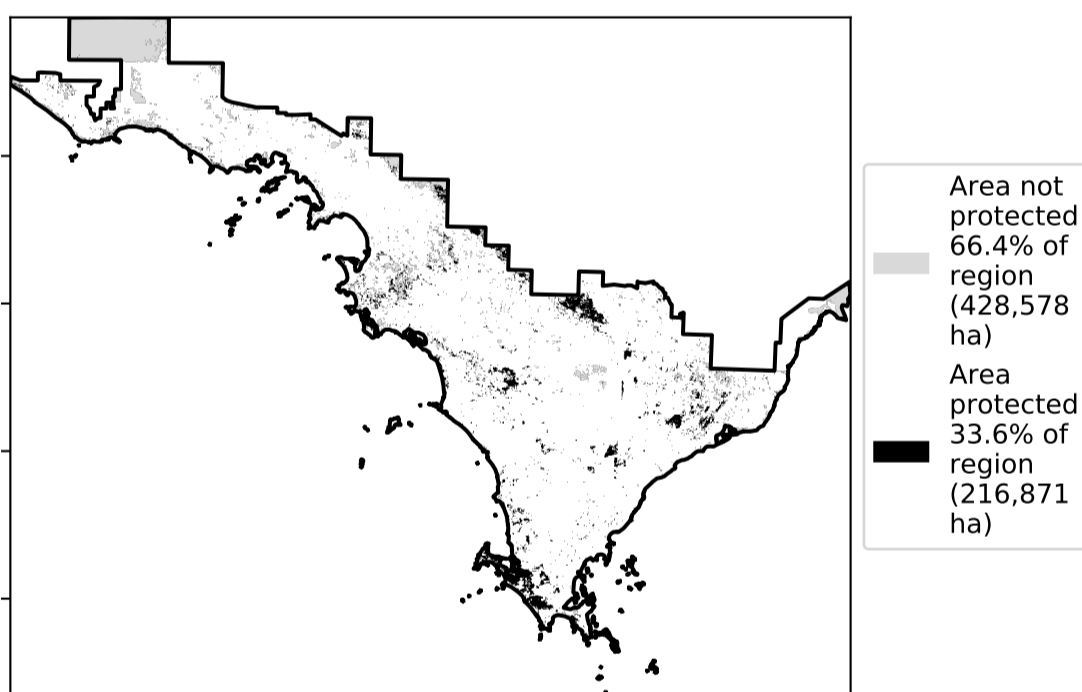 Area not
protected
66.4% of
region
(428,578
ha)
Area
protected
33.6% of
region
(216,871
ha)